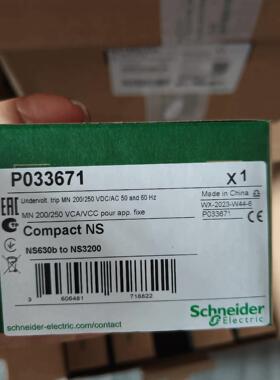 P033671
x1
Undervolt. trip MN 200/250 VDC/AC 50 and 60 Hz
Made in China
EAC
WX-2023-W44-6
P033671
MN 200/250 VCA/VCC pour app. fixe
Compact NS
NS630b to NS3200
3 606481 718822
Schneider
Electric
schneider-electric.com/contact